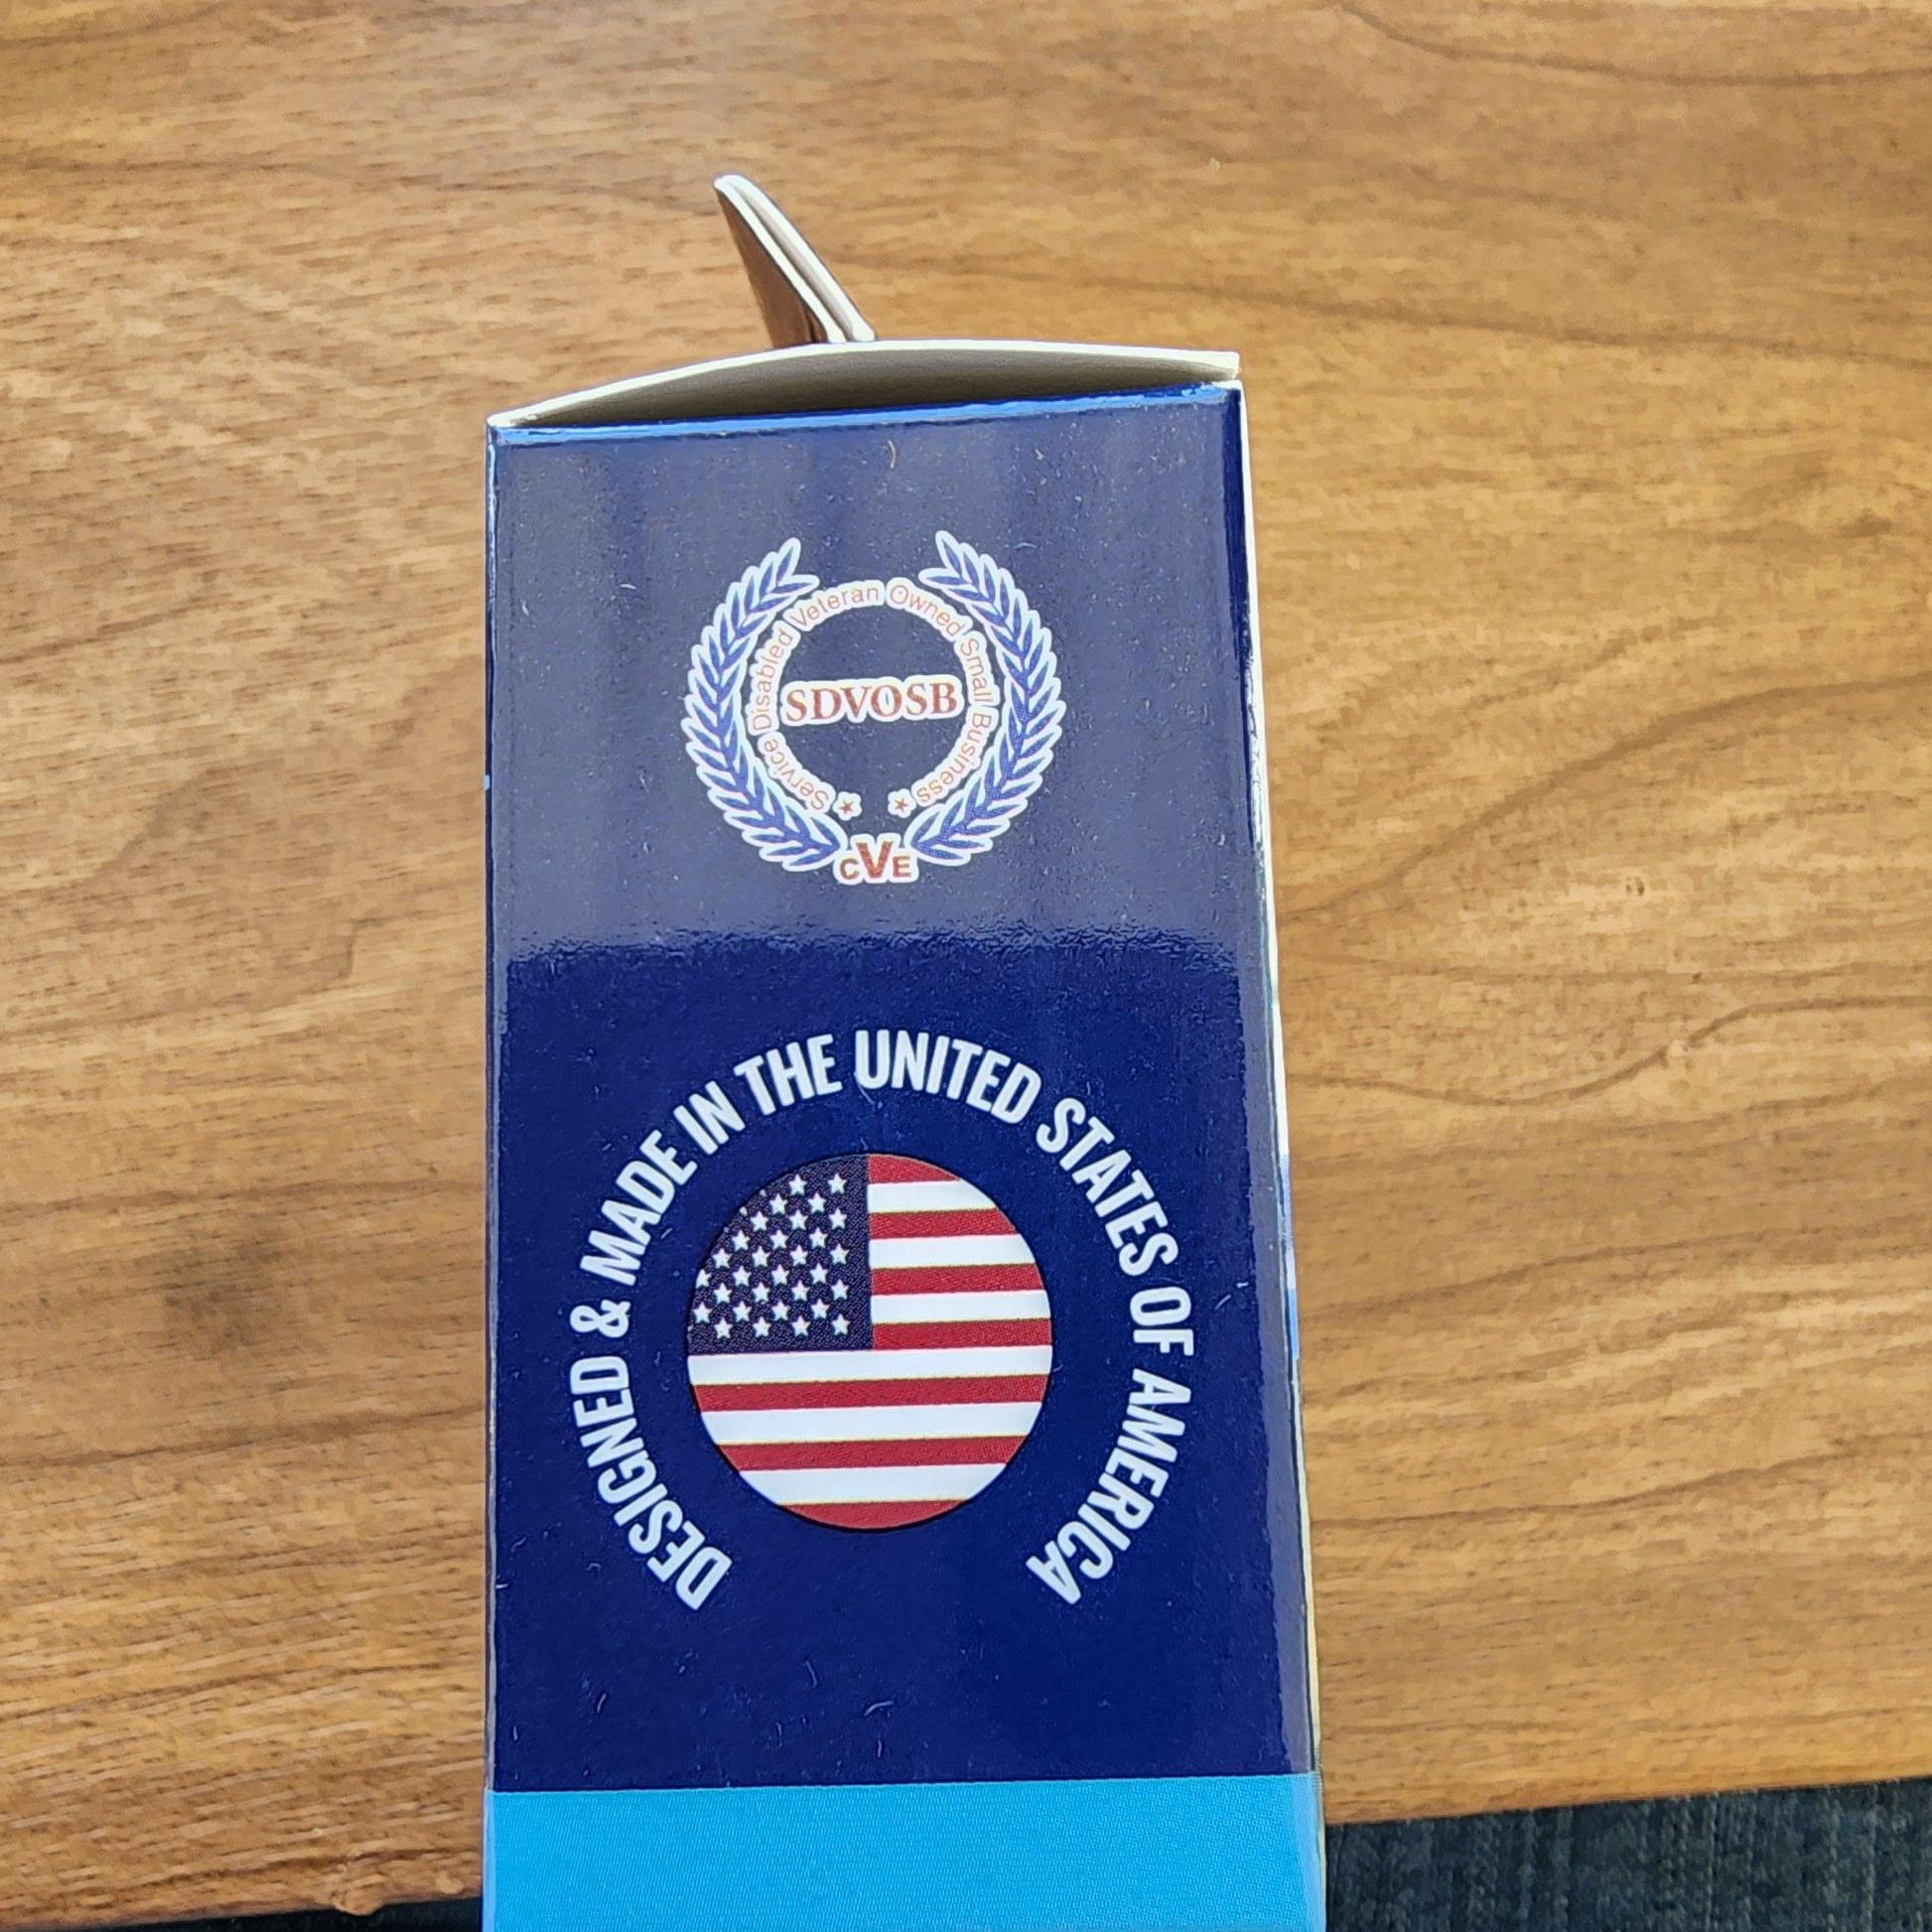 Service Disabled Veteran Owned Small Business
SDVOSB
CVE
DESIGNED & MADE IN THE UNITED STATES OF AMERICA